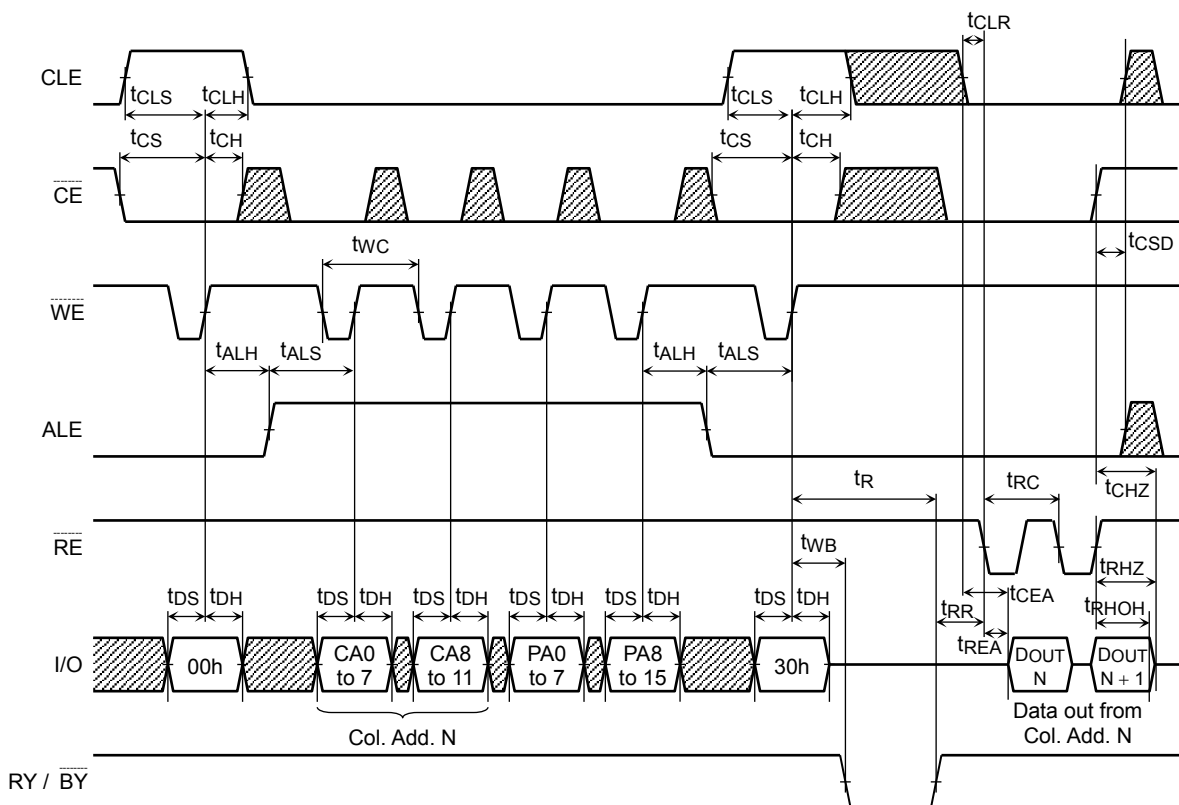 tCLR
CLE
tCLS tCLH tCLS tCLH
tCS tCH tCS tCH
CE
tWC tCSD
WE
tALH tALS tALH tALS
ALE
tR tRC tCHZ
RE
tWB tRHZ
tDS tDH tDS tDH tDS tDH tDS tDH tDS tDH tDS tDH tRR tCEA tRHOH
tREA
I/O
00h
CA0
to 7
CA8
to 11
PA0
to 7
PA8
to 15
30h
DOUT
N
DOUT
N + 1
Col. Add. N
Data out from
Col. Add. N
RY / BY